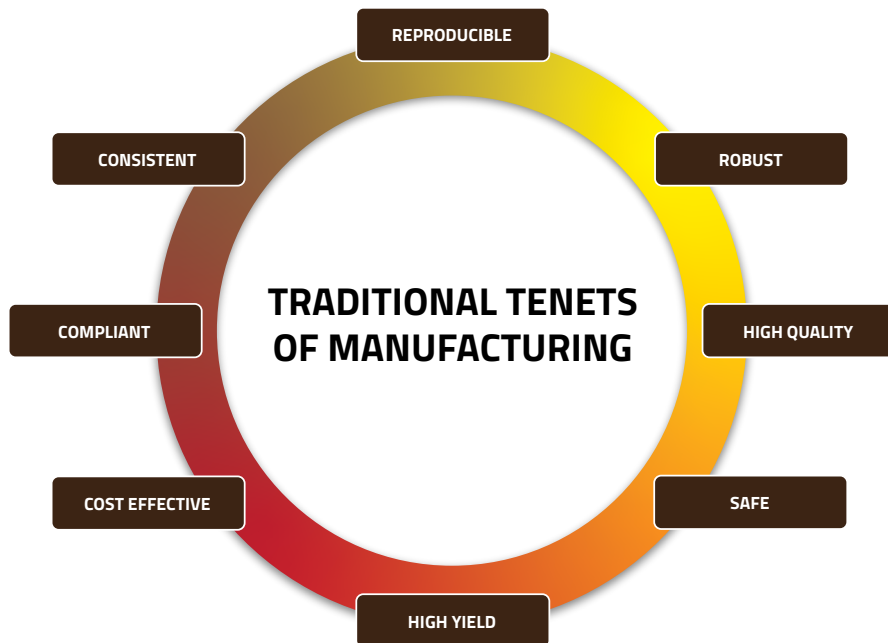 REPRODUCIBLE
CONSISTENT
ROBUST
TRADITIONAL TENETS
OF MANUFACTURING
COMPLIANT
HIGH QUALITY
COST EFFECTIVE
SAFE
HIGH YIELD